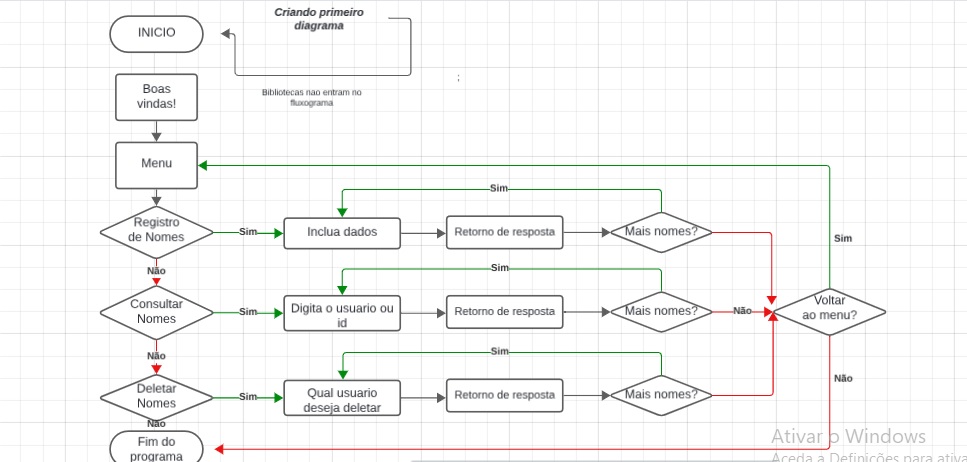 Criando primeiro
diagrama
INICIO
;
Boas
vindas!
Bibliotecas nao entram no
fluxograma
Menu
Sim
Registro
de Nomes
Sim
Inclua dados
Retorno de resposta
Mais nomes?
Sim
Não
Sim
Consultar
Nomes
Sim
Digita o usuario ou
id
Retorno de resposta
Mais nomes?
Não
Voltar
ao menu?
Não
Sim
Não
Deletar
Nomes
Sim
Qual usuario
deseja deletar
Retorno de resposta
Mais nomes?
Não
Fim do
programa
Ativar o Windows
Aceda a Definições para ativa